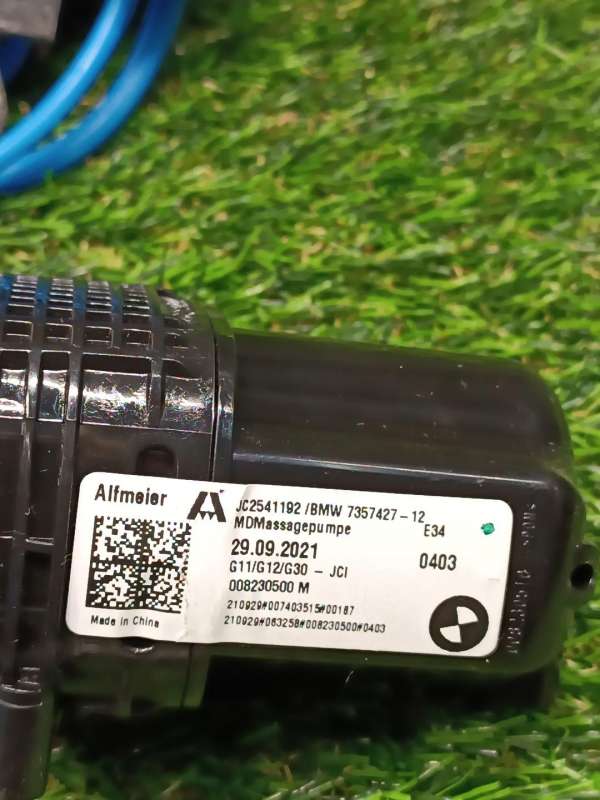 Alfmeier
JC2541192 /BMW 7357427-12
MDMassagepumpe
E34
29.09.2021
0403
G11/G12/G30 - JCI
008230500 M
210929#007403515#00187
210929#063258#008230500#0403
Made in China